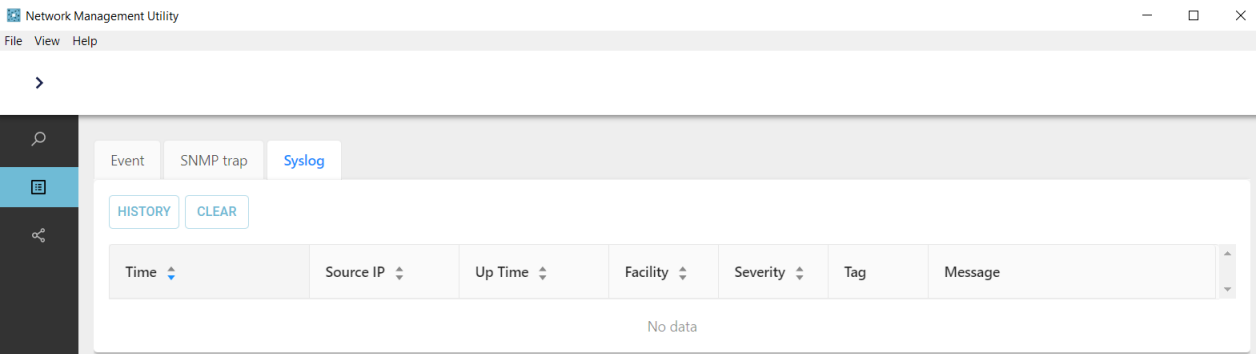 Network Management Utility
File View Help
Event SNMP trap Syslog
HISTORY CLEAR
Time Source IP Up Time Facility Severity Tag Message
No data